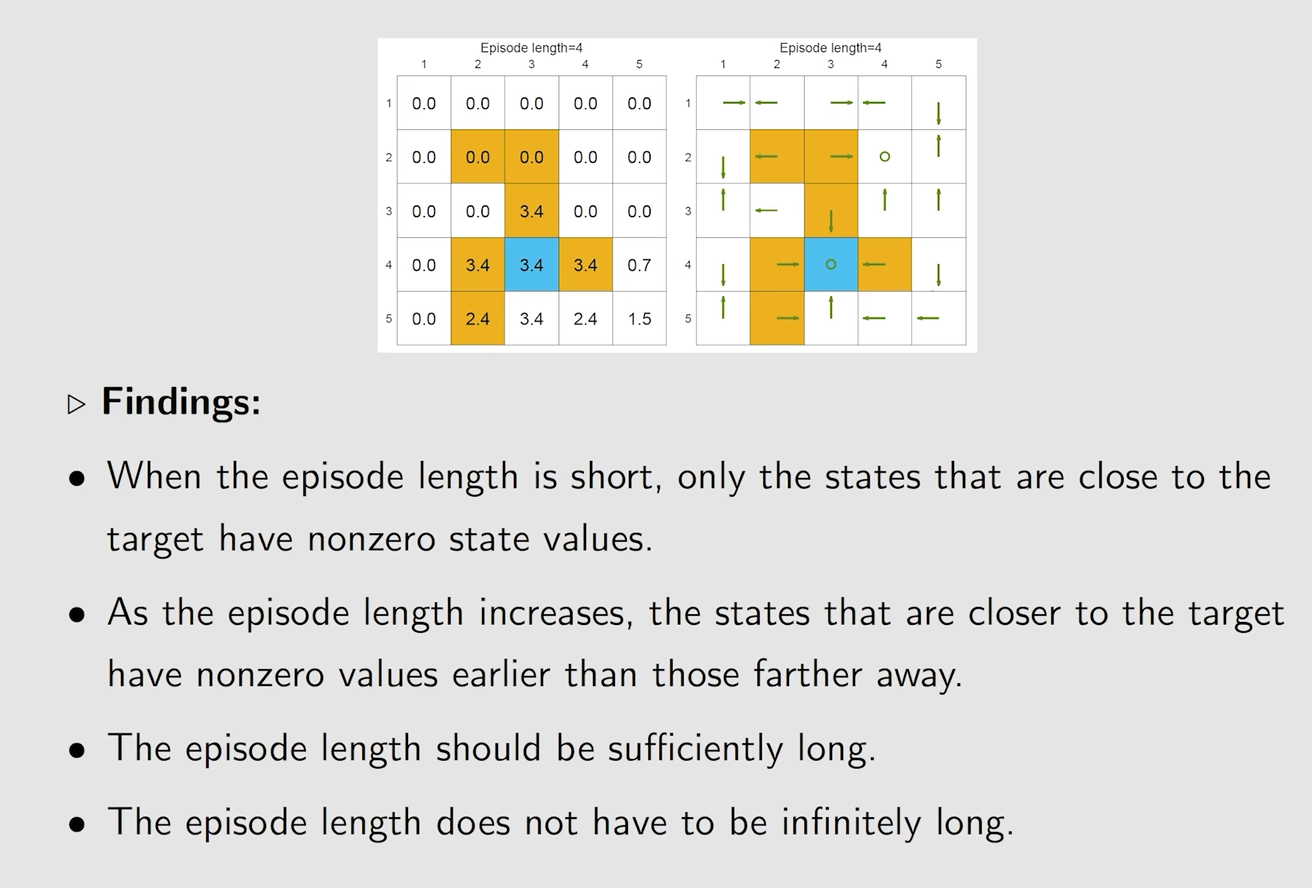 Episode length=4
1 2 3 4 5
1 0.0 0.0 0.0 0.0 0.0
2 0.0 0.0 0.0 0.0 0.0
3 0.0 0.0 3.4 0.0 0.0
4 0.0 3.4 3.4 3.4 0.7
5 0.0 2.4 3.4 2.4 1.5
Episode length=4
1 2 3 4 5
1
2
3
4
5
▷ Findings:
• When the episode length is short, only the states that are close to the
target have nonzero state values.
• As the episode length increases, the states that are closer to the target
have nonzero values earlier than those farther away.
• The episode length should be sufficiently long.
• The episode length does not have to be infinitely long.